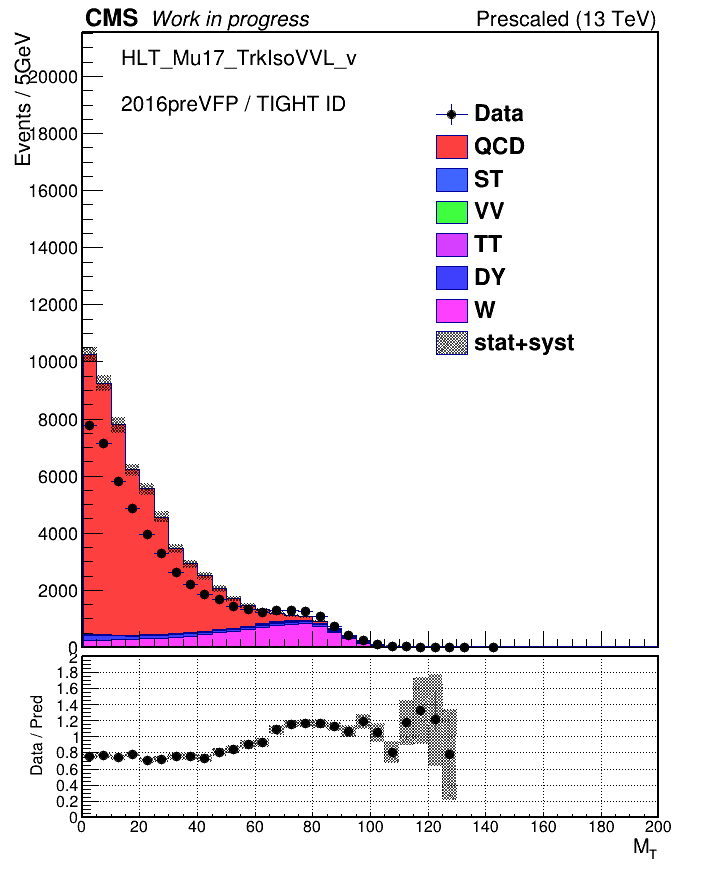 CMS Work in progress Prescaled (13 TeV)
HLT_Mu17_TrkIsoVVL_v
2016preVFP / TIGHT ID
Events / 5GeV
20000
18000
16000
14000
12000
10000
8000
6000
4000
2000
0
Data
QCD
ST
VV
TT
DY
W
stat+syst
Data / Pred
2
1.8
1.6
1.4
1.2
1
0.8
0.6
0.4
0.2
0
0 20 40 60 80 100 120 140 160 180 200
M_T